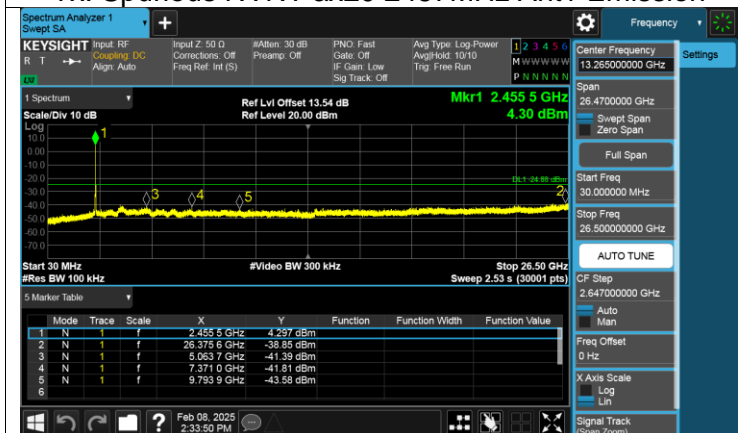 Spectrum Analyzer 1
Swept SA
+
Frequency
KEYSIGHT
R T
Input: RF
Coupling: DC
Align: Auto
Input Z: 50 Ω
Corrections: Off
Freq Ref: Int (S)
#Atten: 30 dB
Preamp: Off
PNO: Fast
Gate: Off
IF Gain: Low
Sig Track: Off
Avg Type: Log-Power
Avg|Hold: 10/10
Trig: Free Run
1 2 3 4 5 6
M W W W W W
P N N N N N
Center Frequency
13.265000000 GHz
Settings
Span
26.4700000 GHz
Swept Span
Zero Span
Full Span
Start Freq
30.000000 MHz
Stop Freq
26.500000000 GHz
AUTO TUNE
CF Step
2.647000000 GHz
Auto
Man
Freq Offset
0 Hz
X Axis Scale
Log
Lin
Signal Track
(Span Zoom)
1 Spectrum
Scale/Div 10 dB
Ref Lvl Offset 13.54 dB
Ref Level 20.00 dBm
Mkr1 2.455 5 GHz
4.30 dBm
Log
10.0
0.00
-10.0
-20.0
-30.0
-40.0
-50.0
-60.0
-70.0
1
DL1 -24.88 dBm
2
3
4
5
Start 30 MHz
#Res BW 100 kHz
#Video BW 300 kHz
Stop 26.50 GHz
Sweep 2.53 s (30001 pts)
5 Marker Table
Mode Trace Scale X Y Function Function Width Function Value
1 N 1 f 2.455 5 GHz 4.297 dBm
2 N 1 f 26.375 6 GHz -38.85 dBm
3 N 1 f 5.063 7 GHz -41.39 dBm
4 N 1 f 7.371 0 GHz -41.81 dBm
5 N 1 f 9.793 9 GHz -43.58 dBm
6
?
Feb 08, 2025
2:33:50 PM